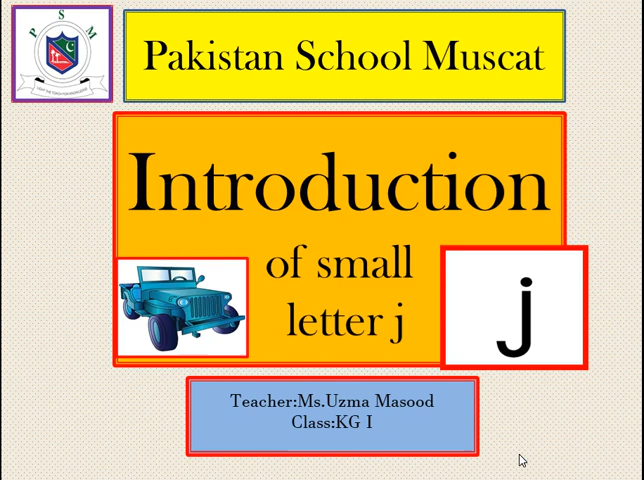 P S M
Pakistan School Muscat
Introduction
of small
letter j
j
Teacher:Ms.Uzma Masood
Class:KG I